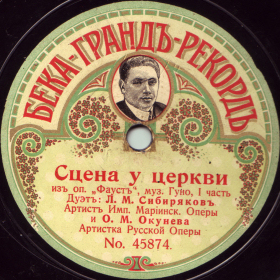 БЕКА-ГРАНДЪ-РЕКОРДЪ
Сцена у церкви
изъ оп. „Фаустъ", муз. Гуно, I часть
Дуэтъ: Л. М. Сибиряковъ
Артистъ Имп. Маріинск. Оперы
и О. М. Окунева
Артистка Русской Оперы
No. 45874.